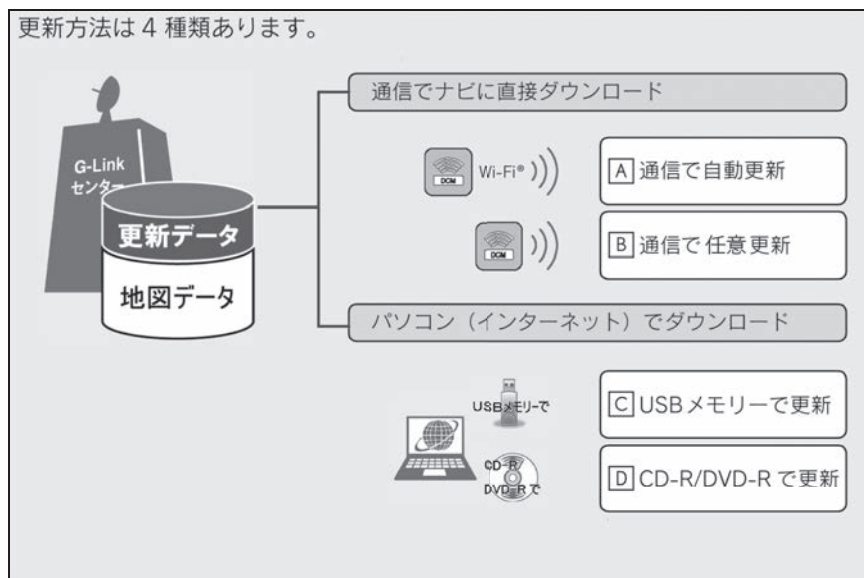 更新方法は 4 種類あります。
通信でナビに直接ダウンロード
G-Link
センター
DCM
Wi-Fi®
A 通信で自動更新
更新データ
DCM
B 通信で 任意 更新
地図データ
パソコン（インターネット）でダウンロード
USBメモリーで
C USBメモリーで更新
CD-R
DVD-Rで
D CD-R/DVD-R で更新